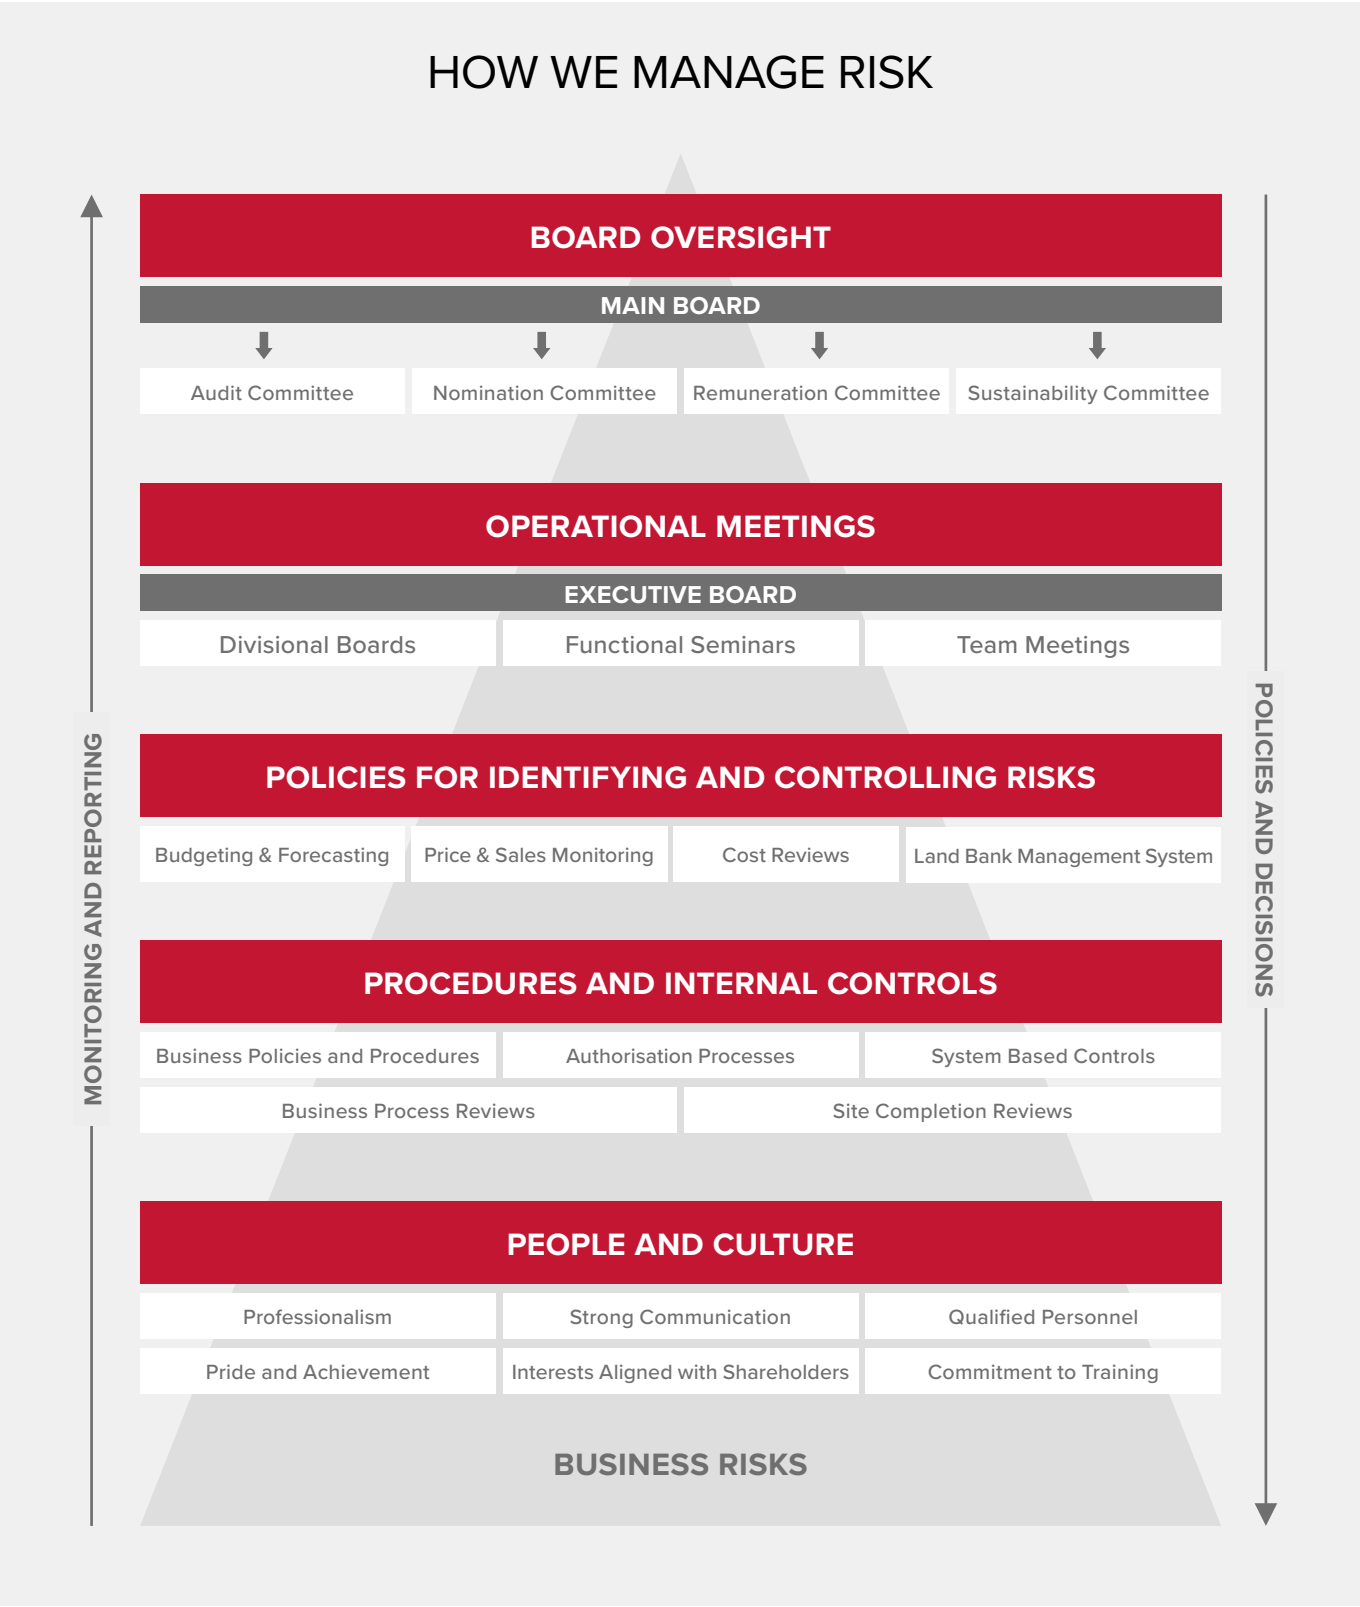 HOW WE MANAGE RISK
BOARD OVERSIGHT
MAIN BOARD
Audit Committee
Nomination Committee
Remuneration Committee
Sustainability Committee
OPERATIONAL MEETINGS
EXECUTIVE BOARD
Divisional Boards
Functional Seminars
Team Meetings
POLICIES FOR IDENTIFYING AND CONTROLLING RISKS
Budgeting & Forecasting
Price & Sales Monitoring
Cost Reviews
Land Bank Management System
PROCEDURES AND INTERNAL CONTROLS
Business Policies and Procedures
Authorisation Processes
System Based Controls
Business Process Reviews
Site Completion Reviews
PEOPLE AND CULTURE
Professionalism
Strong Communication
Qualified Personnel
Pride and Achievement
Interests Aligned with Shareholders
Commitment to Training
BUSINESS RISKS
MONITORING AND REPORTING
POLICIES AND DECISIONS